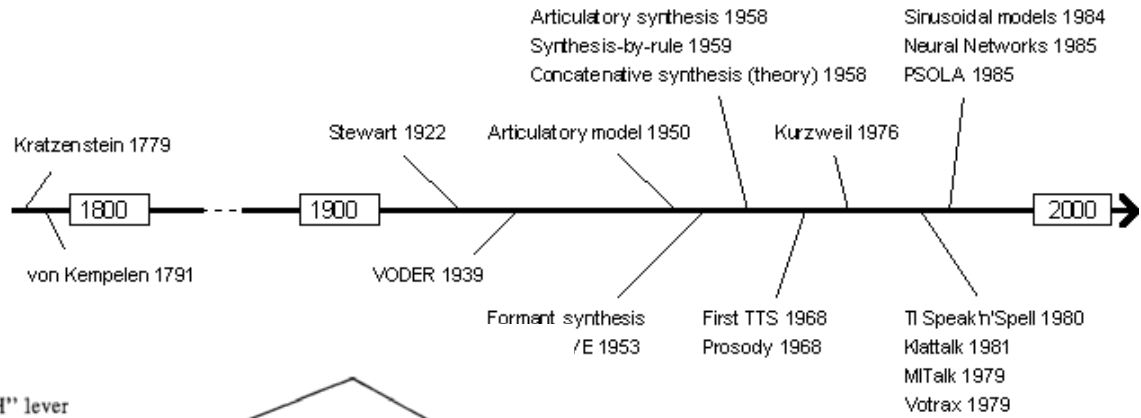 Articulatory synthesis 1958
Synthesis-by-rule 1959
Concatenative synthesis (theory) 1958
Sinusoidal models 1984
Neural Networks 1985
PSOLA 1985
Kratzenstein 1779
Stewart 1922
Articulatory model 1950
Kurzweil 1976
1800
1900
2000
von Kempelen 1791
VODER 1939
Formant synthesis
/E 1953
First TTS 1968
Prosody 1968
TI Speak'n'Spell 1980
Klattalk 1981
MITalk 1979
Votrax 1979
" lever